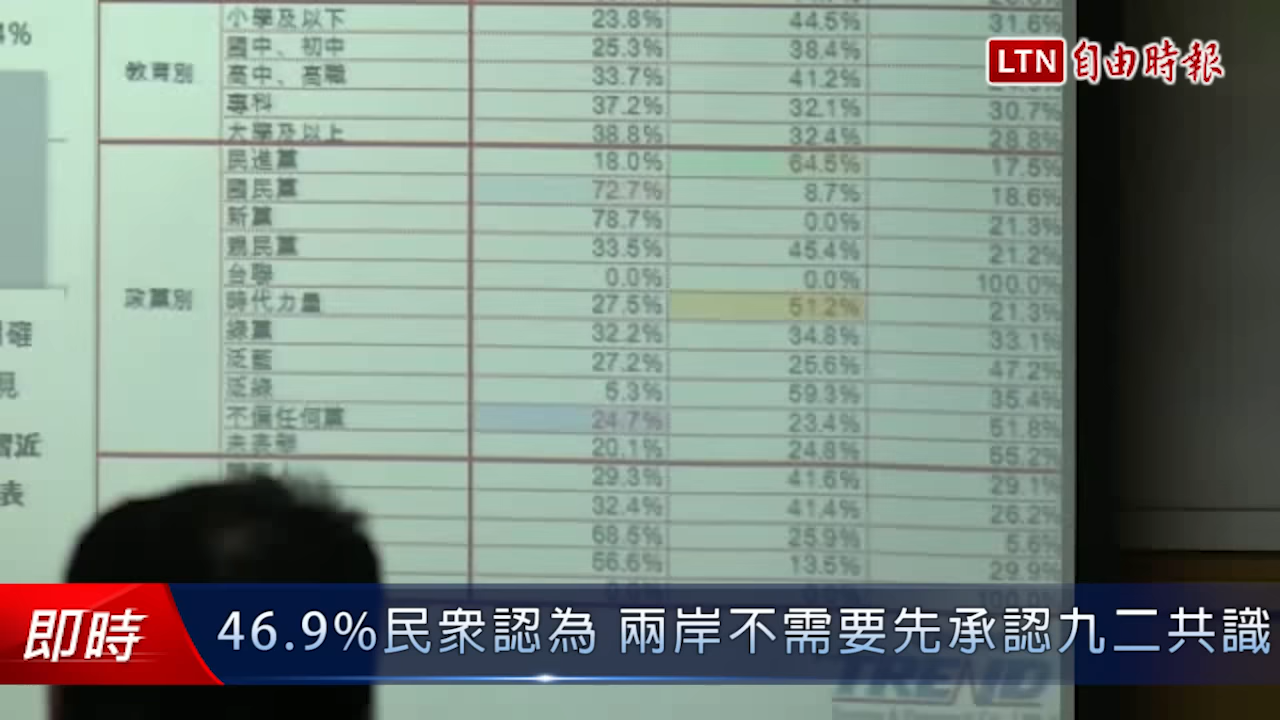 4%
LTN 自由時報
教育別
小學及以下 23.8% 44.5% 31.6%
國中、初中 25.3% 38.4%
高中、高職 33.7% 41.2%
專科 37.2% 32.1% 30.7%
大學及以上 38.8% 32.4% 28.8%
政黨別
民進黨 18.0% 64.5% 17.5%
國民黨 72.7% 8.7% 18.6%
新黨 78.7% 0.0% 21.3%
親民黨 33.5% 45.4% 21.2%
台聯 0.0% 0.0% 100.0%
時代力量 27.5% 51.2% 21.3%
綠黨 32.2% 34.8% 33.1%
泛藍 27.2% 25.6% 47.2%
泛綠 5.3% 59.3% 35.4%
不偏任何黨 24.7% 23.4% 51.8%
未表態 20.1% 24.8% 55.2%
29.3% 41.6% 29.1%
32.4% 41.4% 26.2%
68.5% 25.9% 5.6%
56.6% 13.5% 29.9%
確
見
習近
表
即時
46.9%民眾認為 兩岸不需要先承認九二共識
TREND